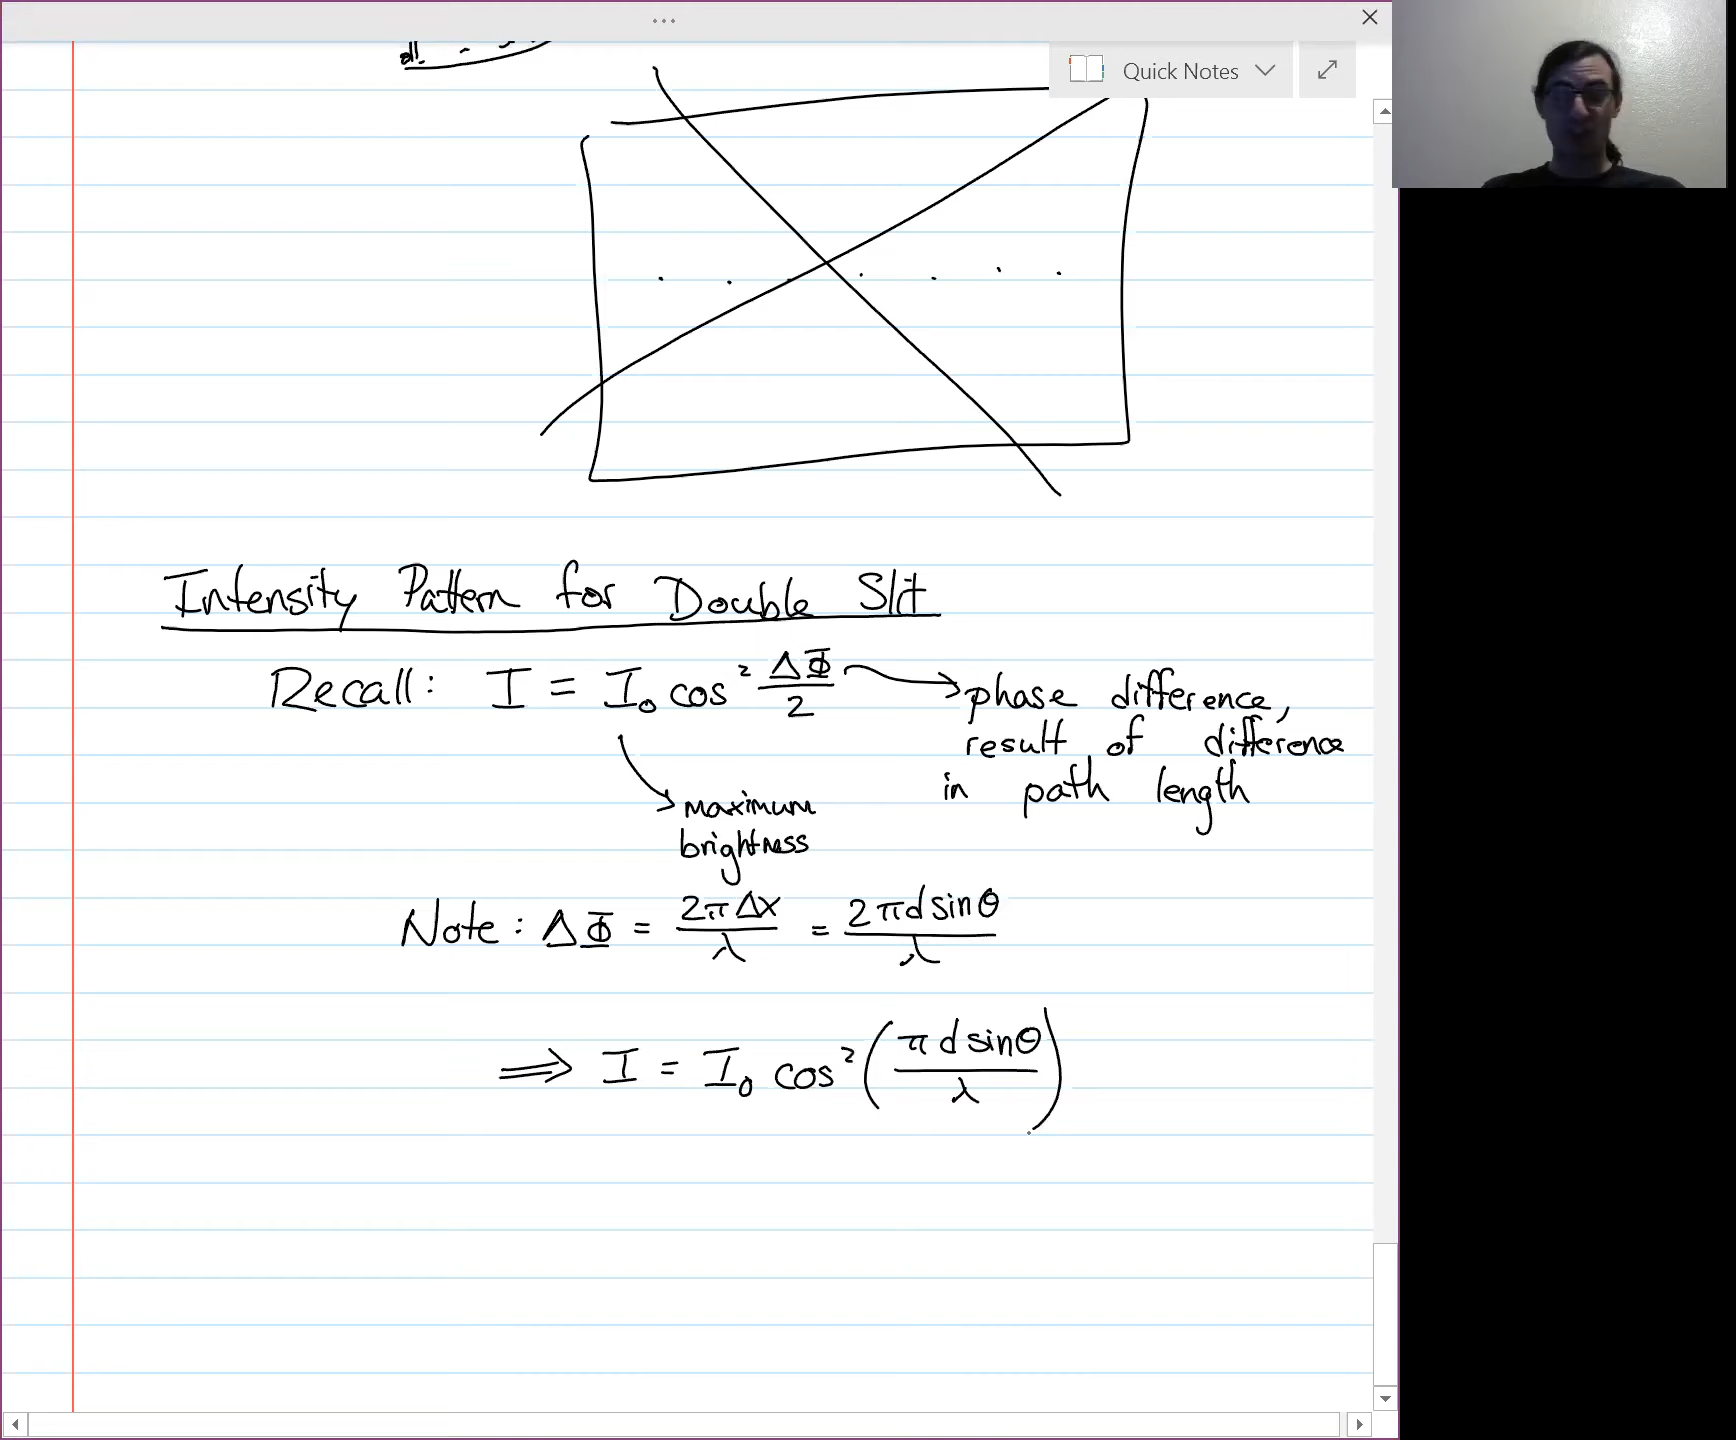 Quick Notes
Intensity Pattern for Double Slit
Recall: I = I₀ cos² ΔΦ/2 → phase difference,
result of difference
in path length
→ maximum
brightness
Note: ΔΦ = 2πΔx/λ = 2πd sinθ/λ
⟹ I = I₀ cos² (πd sinθ/λ)